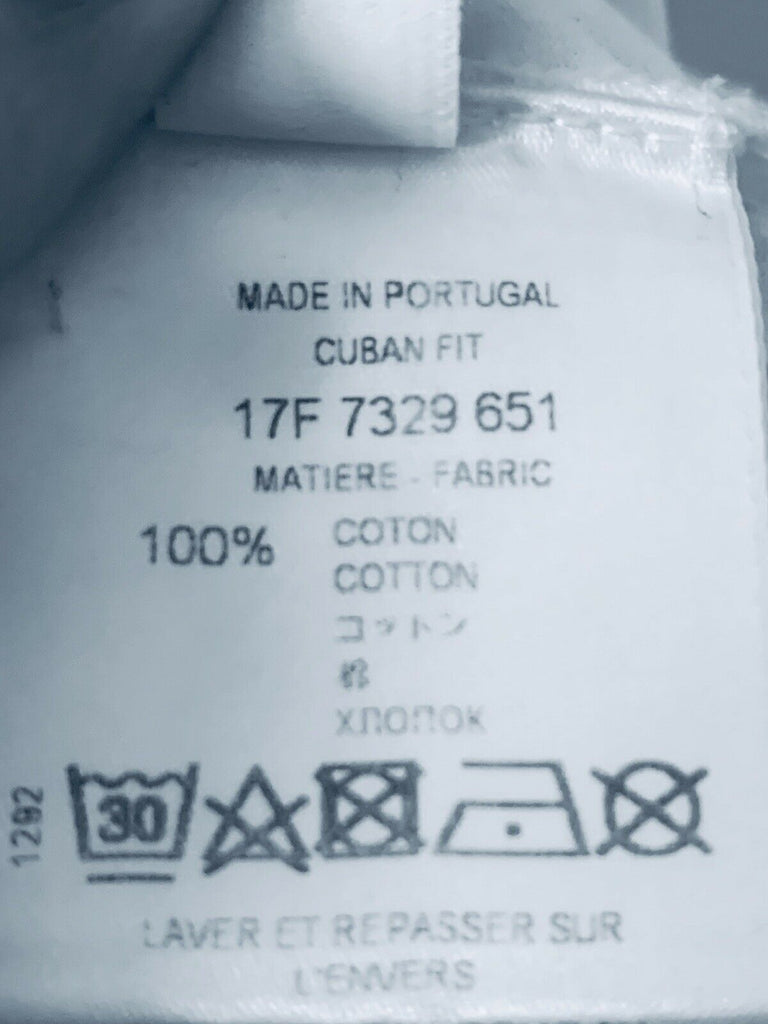 MADE IN PORTUGAL
CUBAN FIT
17F 7329 651
MATIERE - FABRIC
100% COTON
COTTON
コットン
棉
ХЛОПОК
1292
30
LAVER ET REPASSER SUR
L'ENVERS